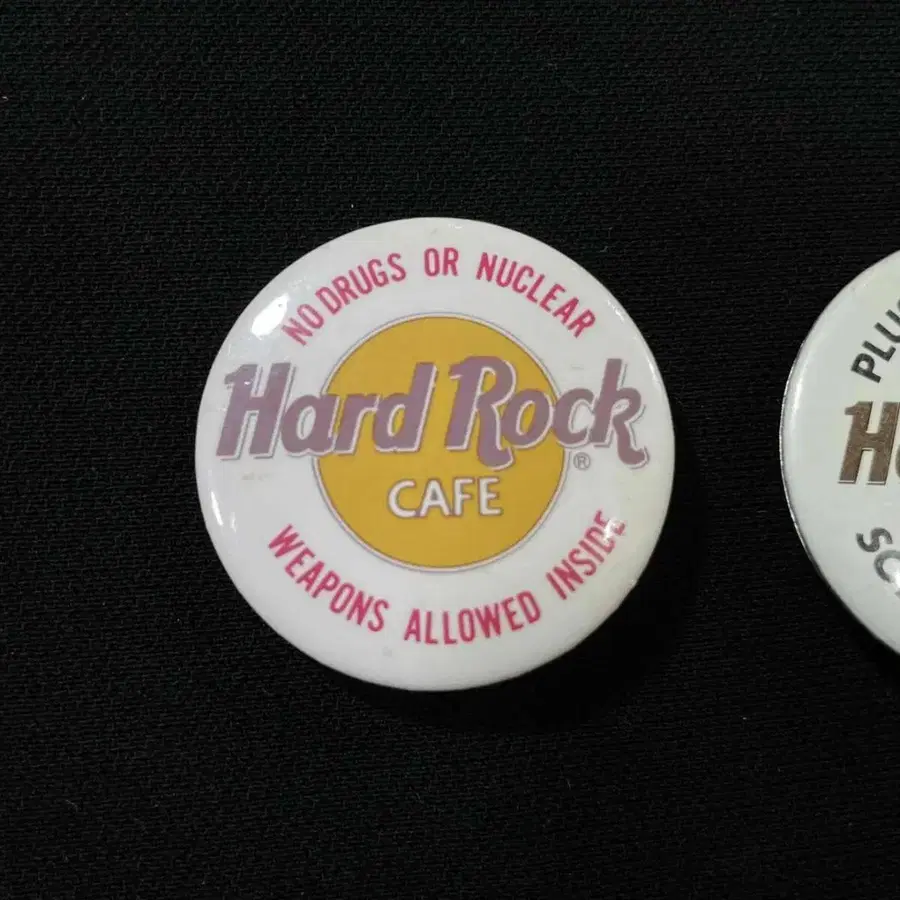 NO DRUGS OR NUCLEAR
Hard Rock ®
CAFE
WEAPONS ALLOWED INSIDE